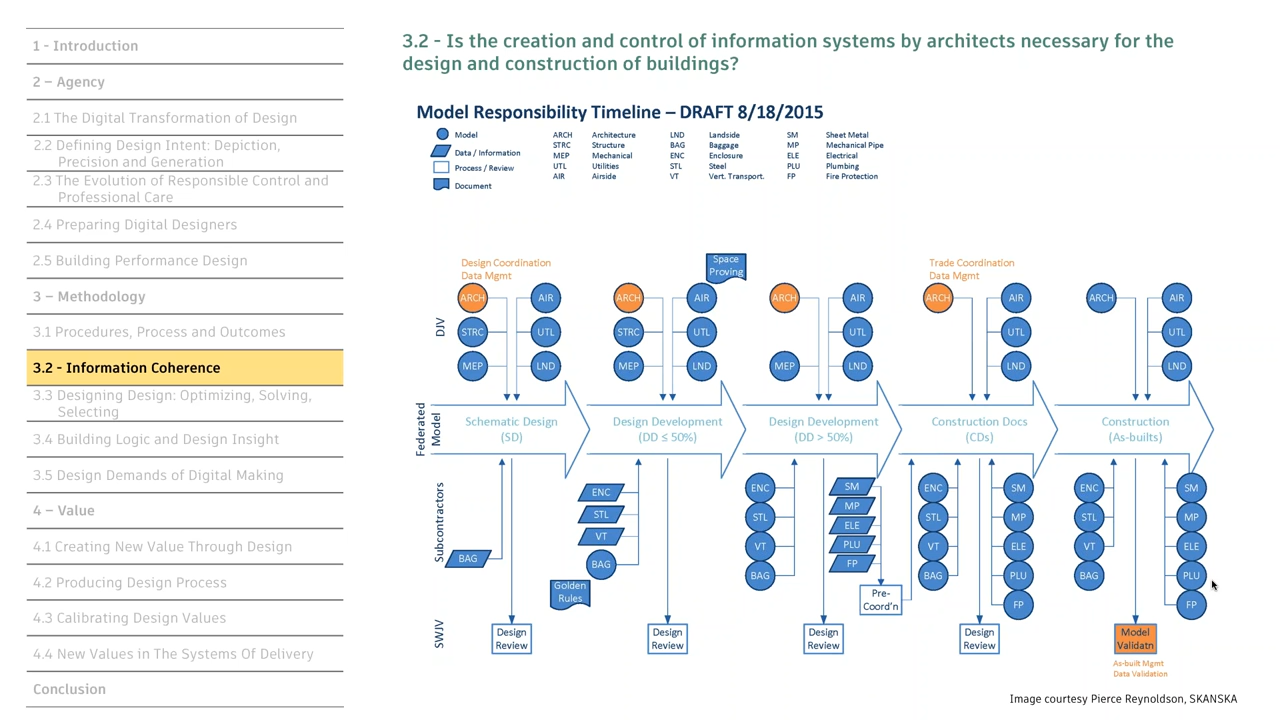 1 - Introduction
2 – Agency
2.1 The Digital Transformation of Design
2.2 Defining Design Intent: Depiction,
Precision and Generation
2.3 The Evolution of Responsible Control and
Professional Care
2.4 Preparing Digital Designers
2.5 Building Performance Design
3 – Methodology
3.1 Procedures, Process and Outcomes
3.2 - Information Coherence
3.3 Designing Design: Optimizing, Solving,
Selecting
3.4 Building Logic and Design Insight
3.5 Design Demands of Digital Making
4 – Value
4.1 Creating New Value Through Design
4.2 Producing Design Process
4.3 Calibrating Design Values
4.4 New Values in The Systems Of Delivery
Conclusion
3.2 - Is the creation and control of information systems by architects necessary for the
design and construction of buildings?
Model Responsibility Timeline – DRAFT 8/18/2015
Model
Data / Information
Process / Review
Document
ARCH Architecture
STRC Structure
MEP Mechanical
UTL Utilities
AIR Airside
LND Landside
BAG Baggage
ENC Enclosure
STL Steel
VT Vert. Transport.
SM Sheet Metal
MP Mechanical Pipe
ELE Electrical
PLU Plumbing
FP Fire Protection
Design Coordination
Data Mgmt
Space
Proving
Trade Coordination
Data Mgmt
DJV
ARCH AIR ARCH AIR ARCH AIR ARCH AIR ARCH AIR
STRC UTL STRC UTL UTL UTL UTL
MEP LND MEP LND MEP LND LND LND
Federated
Model
Schematic Design
(SD)
Design Development
(DD ≤ 50%)
Design Development
(DD > 50%)
Construction Docs
(CDs)
Construction
(As-builts)
Subcontractors
BAG
ENC
STL
VT
BAG
Golden
Rules
ENC
STL
VT
BAG
SM
MP
ELE
PLU
FP
Pre-
Coord'n
ENC
STL
VT
BAG
SM
MP
ELE
PLU
FP
ENC
STL
VT
BAG
SM
MP
ELE
PLU
FP
SWJV
Design
Review
Design
Review
Design
Review
Design
Review
Model
Validatn
As-built Mgmt
Data Validation
Image courtesy Pierce Reynoldson, SKANSKA